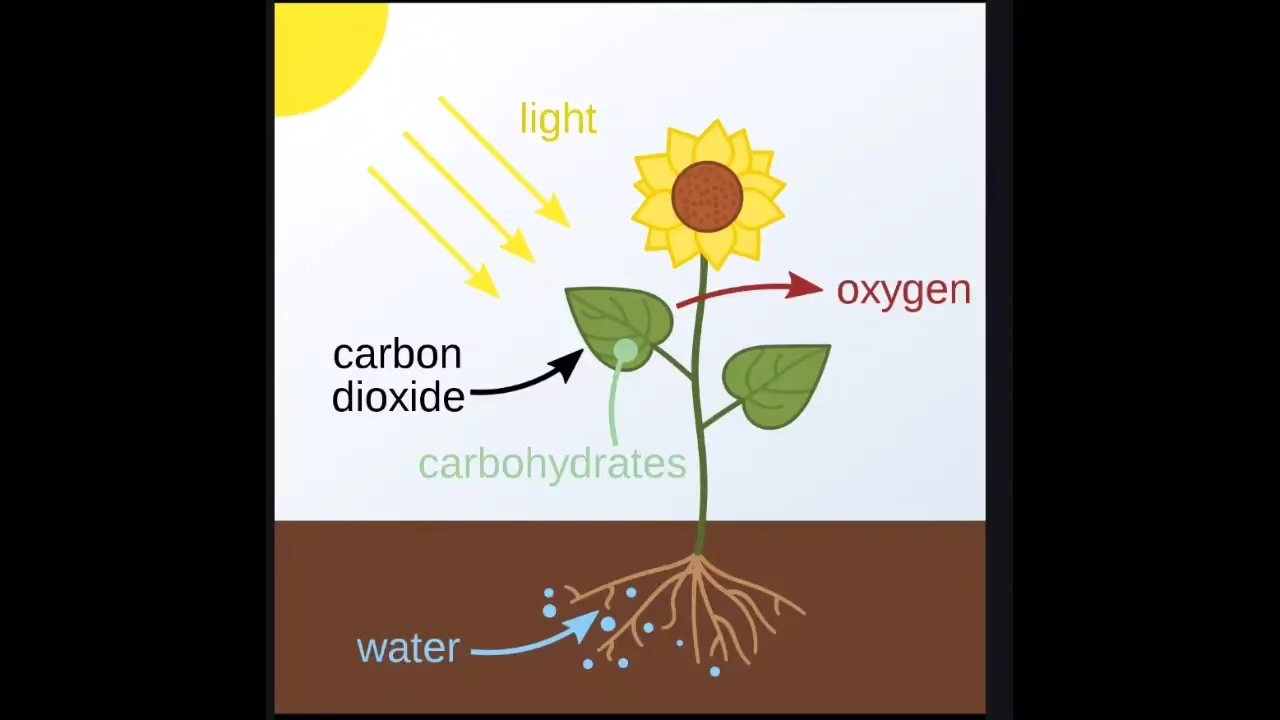 light
oxygen
carbon
dioxide
carbohydrates
water